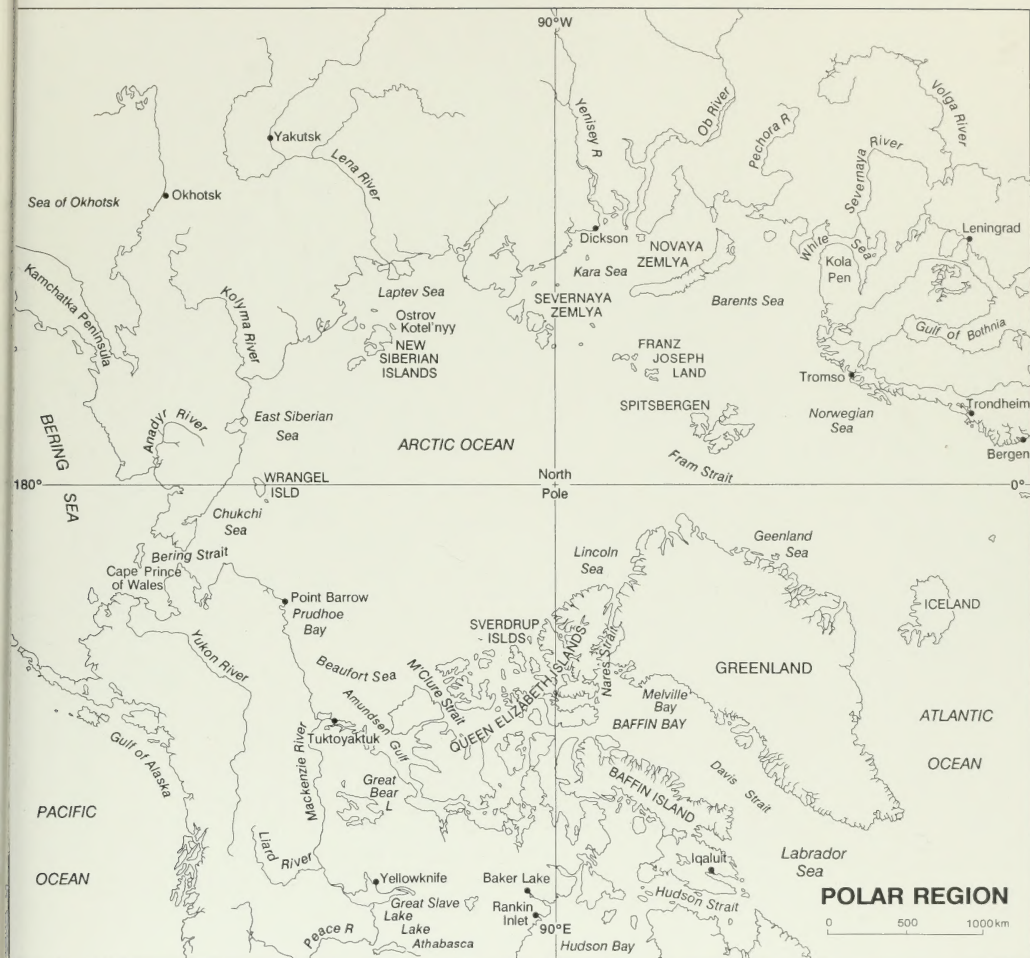 90°W
Volga River
Ob River
Yenisey R
Pechora R
Yakutsk
Severnaya River
Lena River
Sea of Okhotsk
Okhotsk
Leningrad
Dickson
NOVAYA
ZEMLYA
White Sea
Kola
Pen
Kara Sea
Kamchatka Peninsula
Kolyma River
Laptev Sea
SEVERNAYA
ZEMLYA
Barents Sea
Ostrov
Kotel'nyy
NEW
SIBERIAN
ISLANDS
Gulf of Bothnia
FRANZ
JOSEPH
LAND
Tromso
SPITSBERGEN
Norwegian
Sea
Trondheim
Anadyr River
East Siberian
Sea
BERING
SEA
ARCTIC OCEAN
Bergen
Fram Strait
180°
WRANGEL
ISLD
North
Pole
0°
Chukchi
Sea
Geenland
Sea
Lincoln
Sea
Bering Strait
Cape Prince
of Wales
Point Barrow
Prudhoe
Bay
ICELAND
SVERDRUP
ISLDS
Nares Strait
Yukon River
Beaufort Sea
M'Clure Strait
QUEEN ELIZABETH ISLANDS
GREENLAND
Melville
Bay
BAFFIN BAY
Amundsen Gulf
Tuktoyaktuk
ATLANTIC
OCEAN
Gulf of Alaska
Mackenzie River
Great
Bear
L
BAFFIN ISLAND
Davis Strait
PACIFIC
OCEAN
Liard River
Iqaluit
Labrador
Sea
Yellowknife
Baker Lake
Hudson Strait
POLAR REGION
Great Slave
Lake
Rankin
Inlet
0
500
1000 km
Peace R
Lake
Athabasca
90°E
Hudson Bay